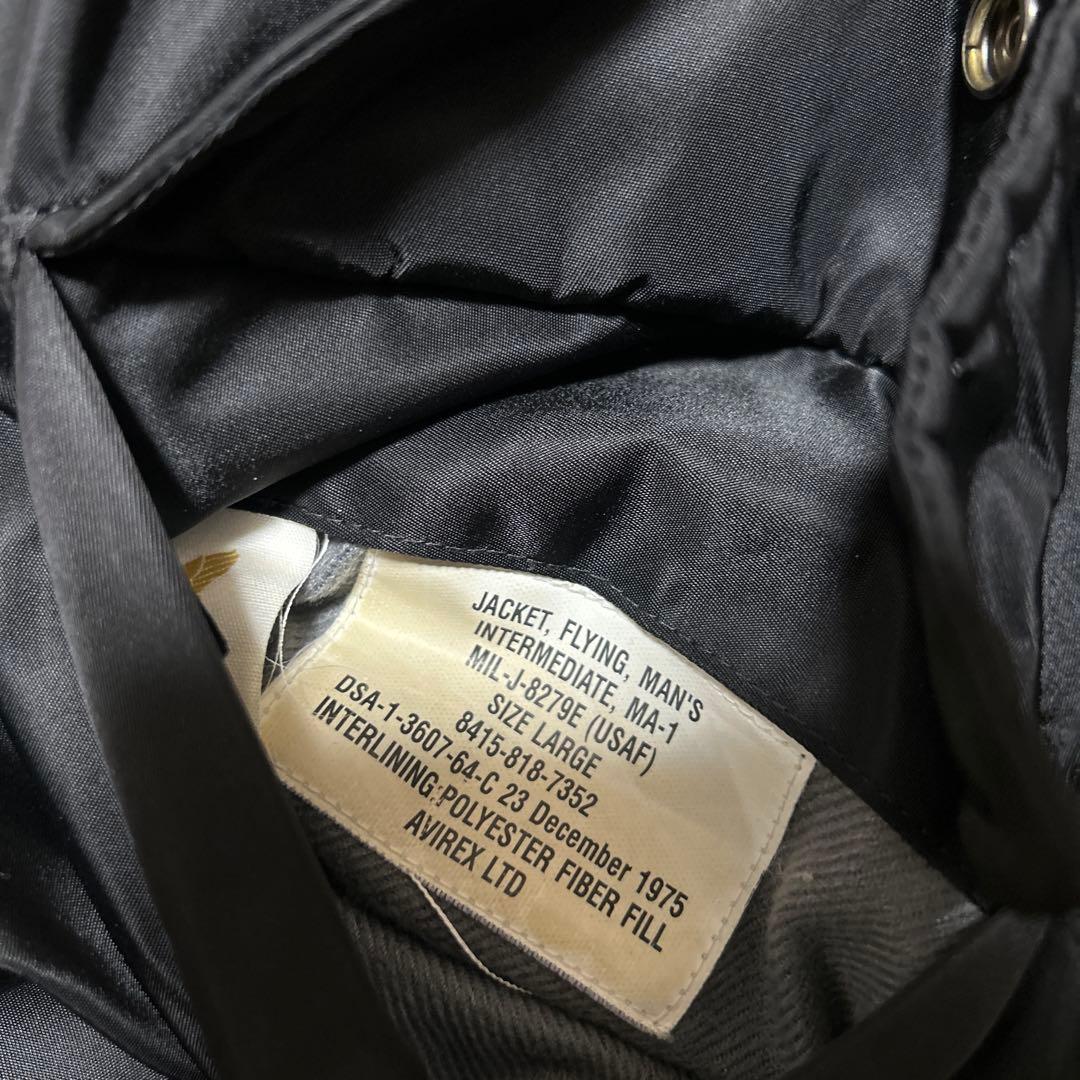 JACKET, FLYING, MAN'S
INTERMEDIATE, MA-1
MIL-J-8279E (USAF)
SIZE LARGE
8415-818-7352
DSA-1-3607-64-C 23 December 1975
INTERLINING:POLYESTER FIBER FILL
AVIREX LTD